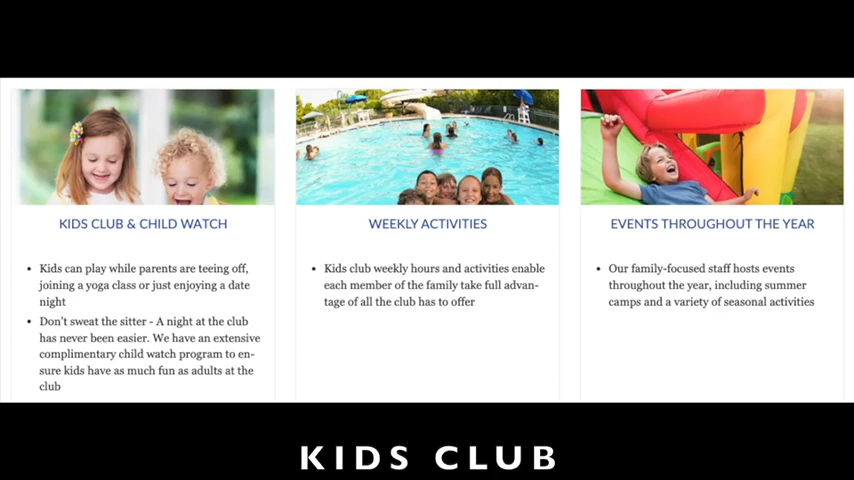 KIDS CLUB & CHILD WATCH
• Kids can play while parents are teeing off,
joining a yoga class or just enjoying a date
night
• Don't sweat the sitter - A night at the club
has never been easier. We have an extensive
complimentary child watch program to en-
sure kids have as much fun as adults at the
club
WEEKLY ACTIVITIES
• Kids club weekly hours and activities enable
each member of the family take full advan-
tage of all the club has to offer
EVENTS THROUGHOUT THE YEAR
• Our family-focused staff hosts events
throughout the year, including summer
camps and a variety of seasonal activities
KIDS CLUB